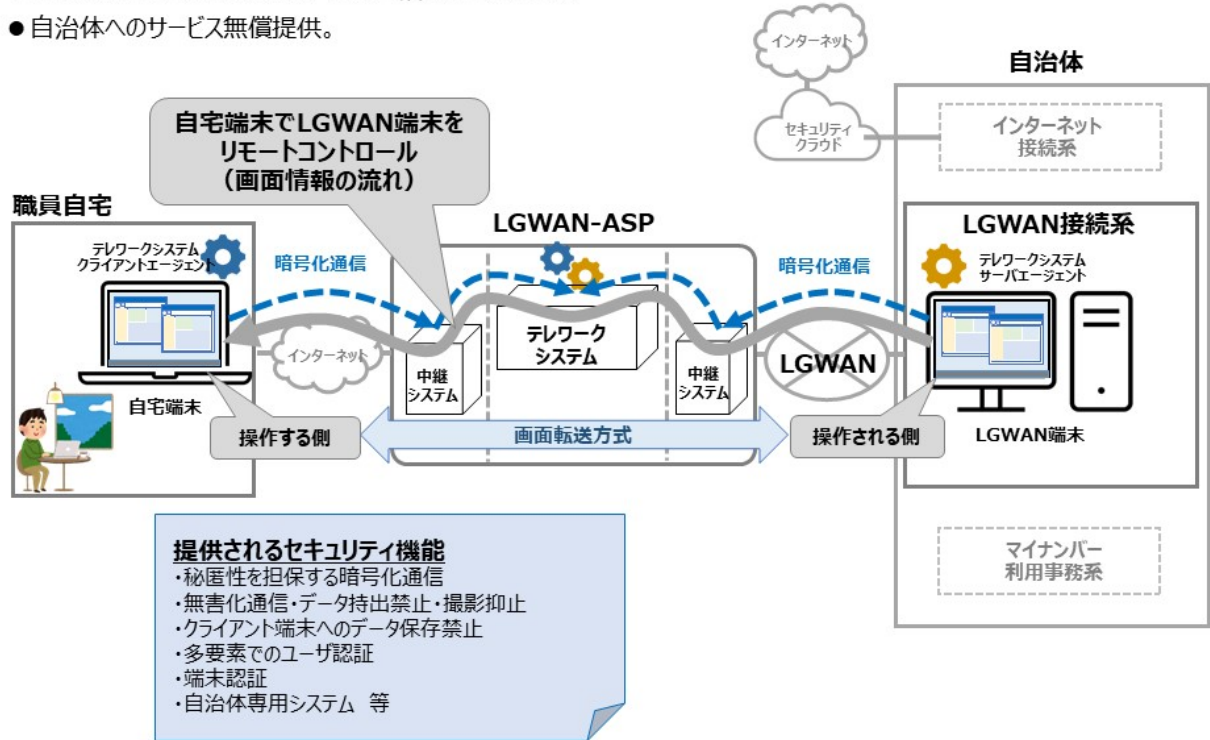 ●自治体へのサービス無償提供。
インターネット
自治体
セキュリティ
クラウド
インターネット
接続系
自宅端末でLGWAN端末を
リモートコントロール
（画面情報の流れ）
職員自宅
LGWAN-ASP
LGWAN接続系
テレワークシステム
クライアントエージェント
暗号化通信
暗号化通信
テレワークシステム
サーバエージェント
インターネット
中継
システム
テレワーク
システム
中継
システム
LGWAN
自宅端末
操作する側
画面転送方式
操作される側
LGWAN端末
提供されるセキュリティ機能
・秘匿性を担保する暗号化通信
・無害化通信・データ持出禁止・撮影抑止
・クライアント端末へのデータ保存禁止
・多要素でのユーザ認証
・端末認証
・自治体専用システム 等
マイナンバー
利用事務系